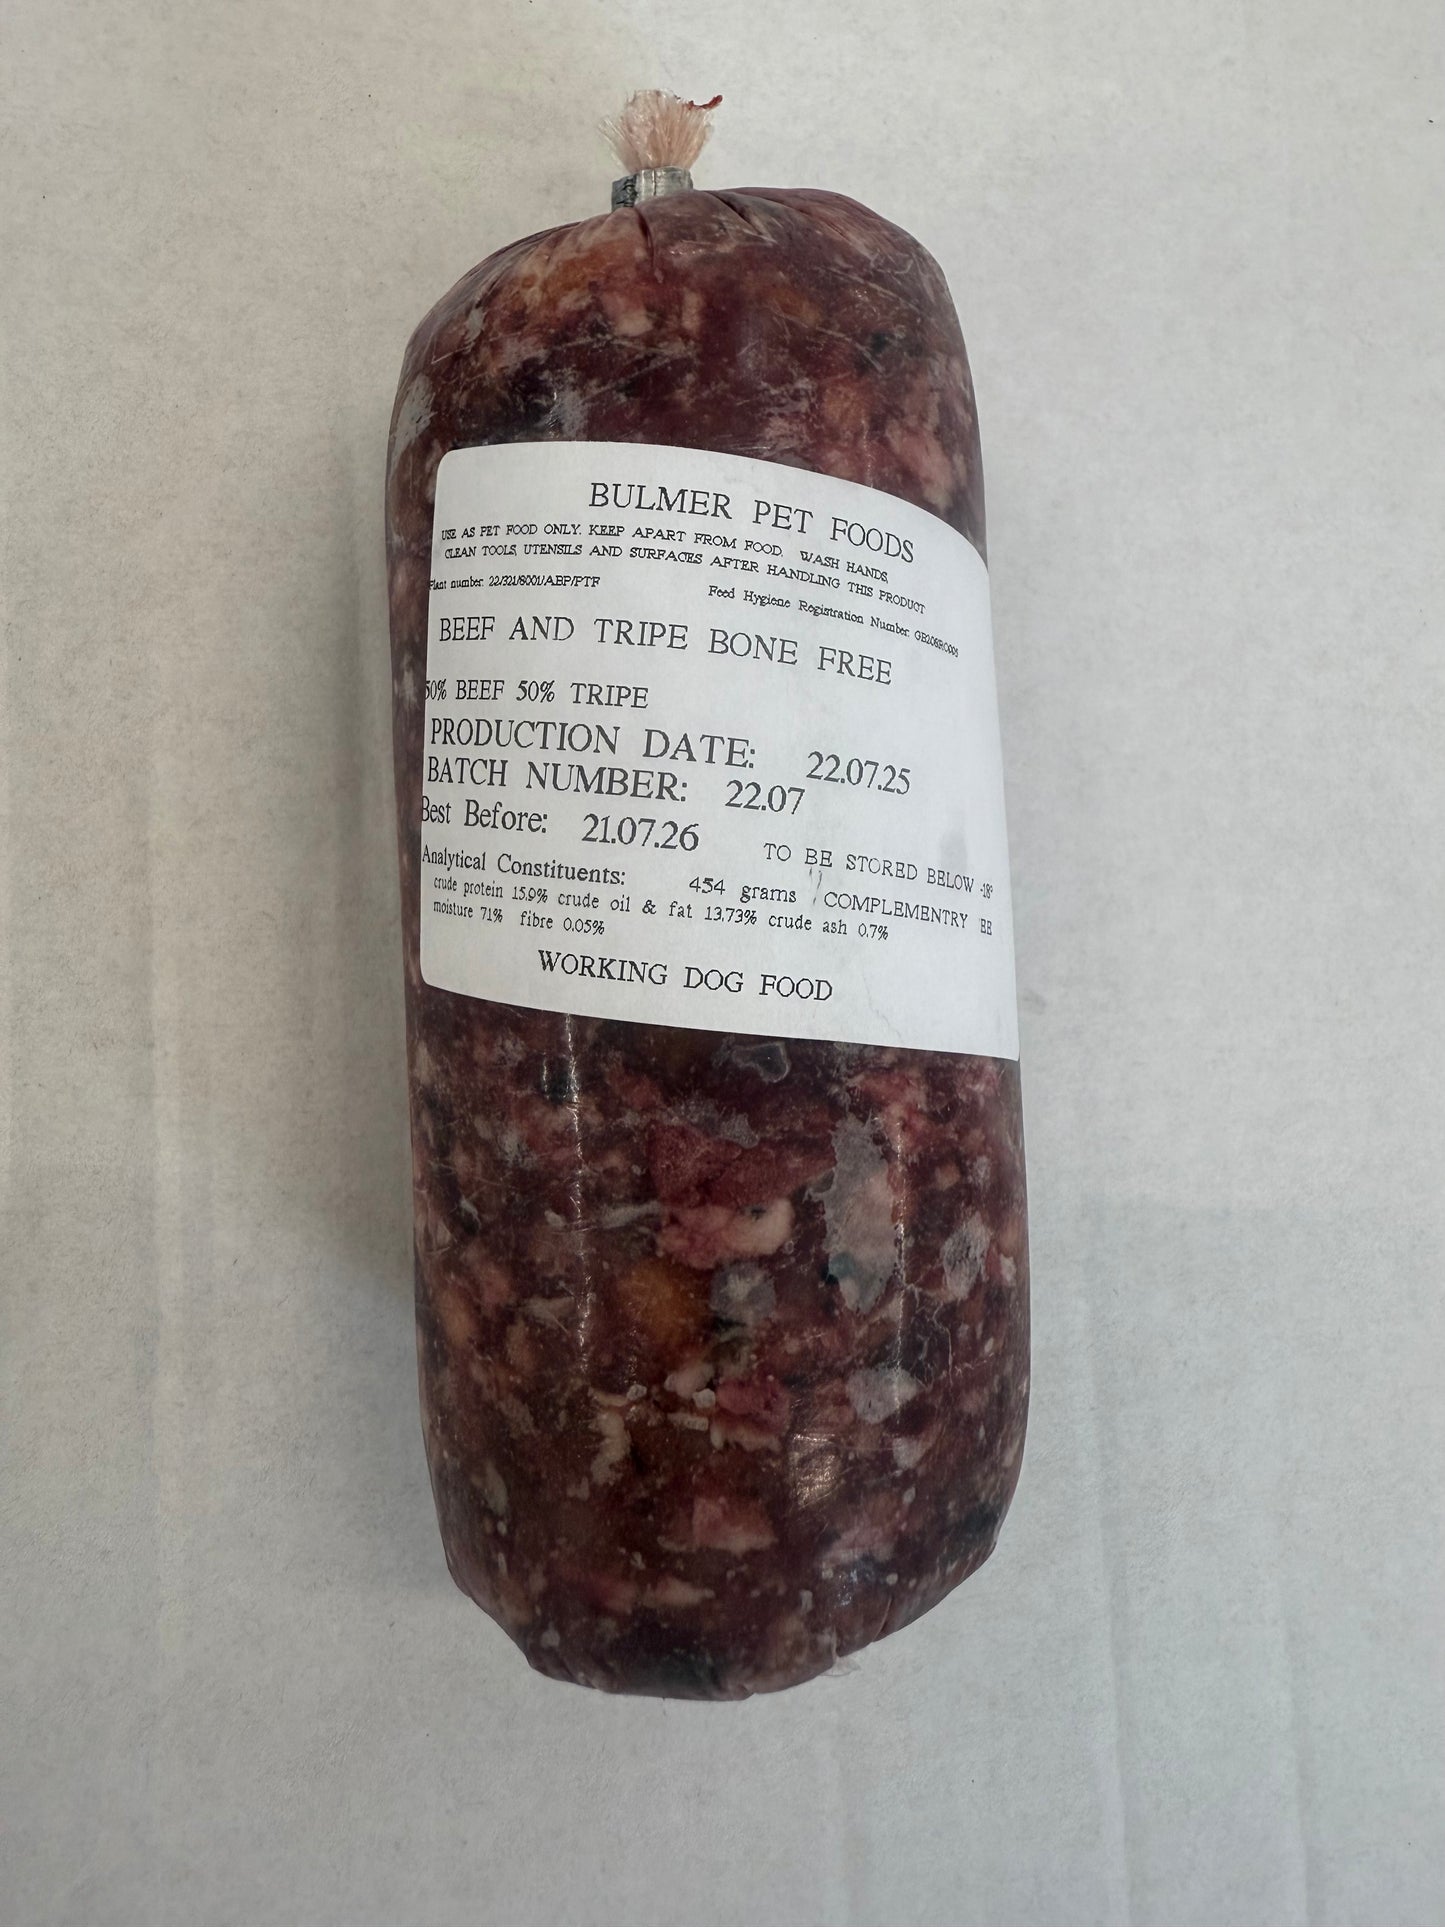 BULMER PET FOODS
USE AS PET FOOD ONLY. KEEP APART FROM FOOD. WASH HANDS,
CLEAN TOOLS, UTENSILS AND SURFACES AFTER HANDLING THIS PRODUCT
Plant number: 22/321/8001/ABP/PTF
Feed Hygiene Registration Number:
BEEF AND TRIPE BONE FREE
50% BEEF 50% TRIPE
PRODUCTION DATE: 22.07.25
BATCH NUMBER: 22.07
Best Before: 21.07.26
TO BE STORED BELOW -18°
Analytical Constituents: 454 grams COMPLEMENTRY
crude protein 15.9% crude oil & fat 13.73% crude ash 0.7%
moisture 71% fibre 0.05%
WORKING DOG FOOD